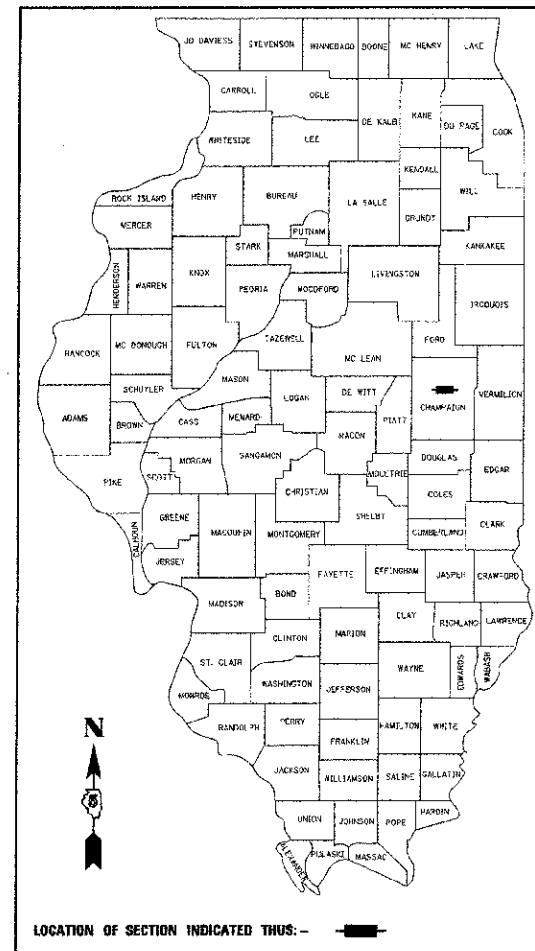 JO DAVIESS STEVENSON WINNEBAGO BOONE MC HENRY LAKE
CARROLL OGLE DE KALB KANE DU PAGE COOK
WHITESIDE LEE KENDALL WILL
ROCK ISLAND HENRY BUREAU LA SALLE GRUNDY
MERCER PUTNAM KANKAKEE
STARK MARSHALL
HENDERSON WARREN KNOX PEORIA WOODFORD LIVINGSTON IROQUOIS
FORD
HANCOCK MC DONOUGH FULTON TAZEWELL MC LEAN
SCHUYLER MASON LOGAN DE WITT CHAMPAIGN VERMILION
ADAMS BROWN CASS MENARD MACON PIATT
PIKE SCOTT MORGAN SANGAMON MOULTRIE DOUGLAS EDGAR
CHRISTIAN COLES
CALHOUN GREENE MACOUPIN MONTGOMERY SHELBY CUMBERLAND CLARK
JERSEY FAYETTE EFFINGHAM JASPER CRAWFORD
MADISON BOND
CLINTON MARION CLAY RICHLAND LAWRENCE
ST. CLAIR WAYNE EDWARDS WABASH
WASHINGTON JEFFERSON
MONROE
RANDOLPH PERRY HAMILTON WHITE
FRANKLIN
JACKSON WILLIAMSON SALINE GALLATIN
UNION JOHNSON POPE HARDIN
ALEXANDER PULASKI MASSAC
N
LOCATION OF SECTION INDICATED THUS:-